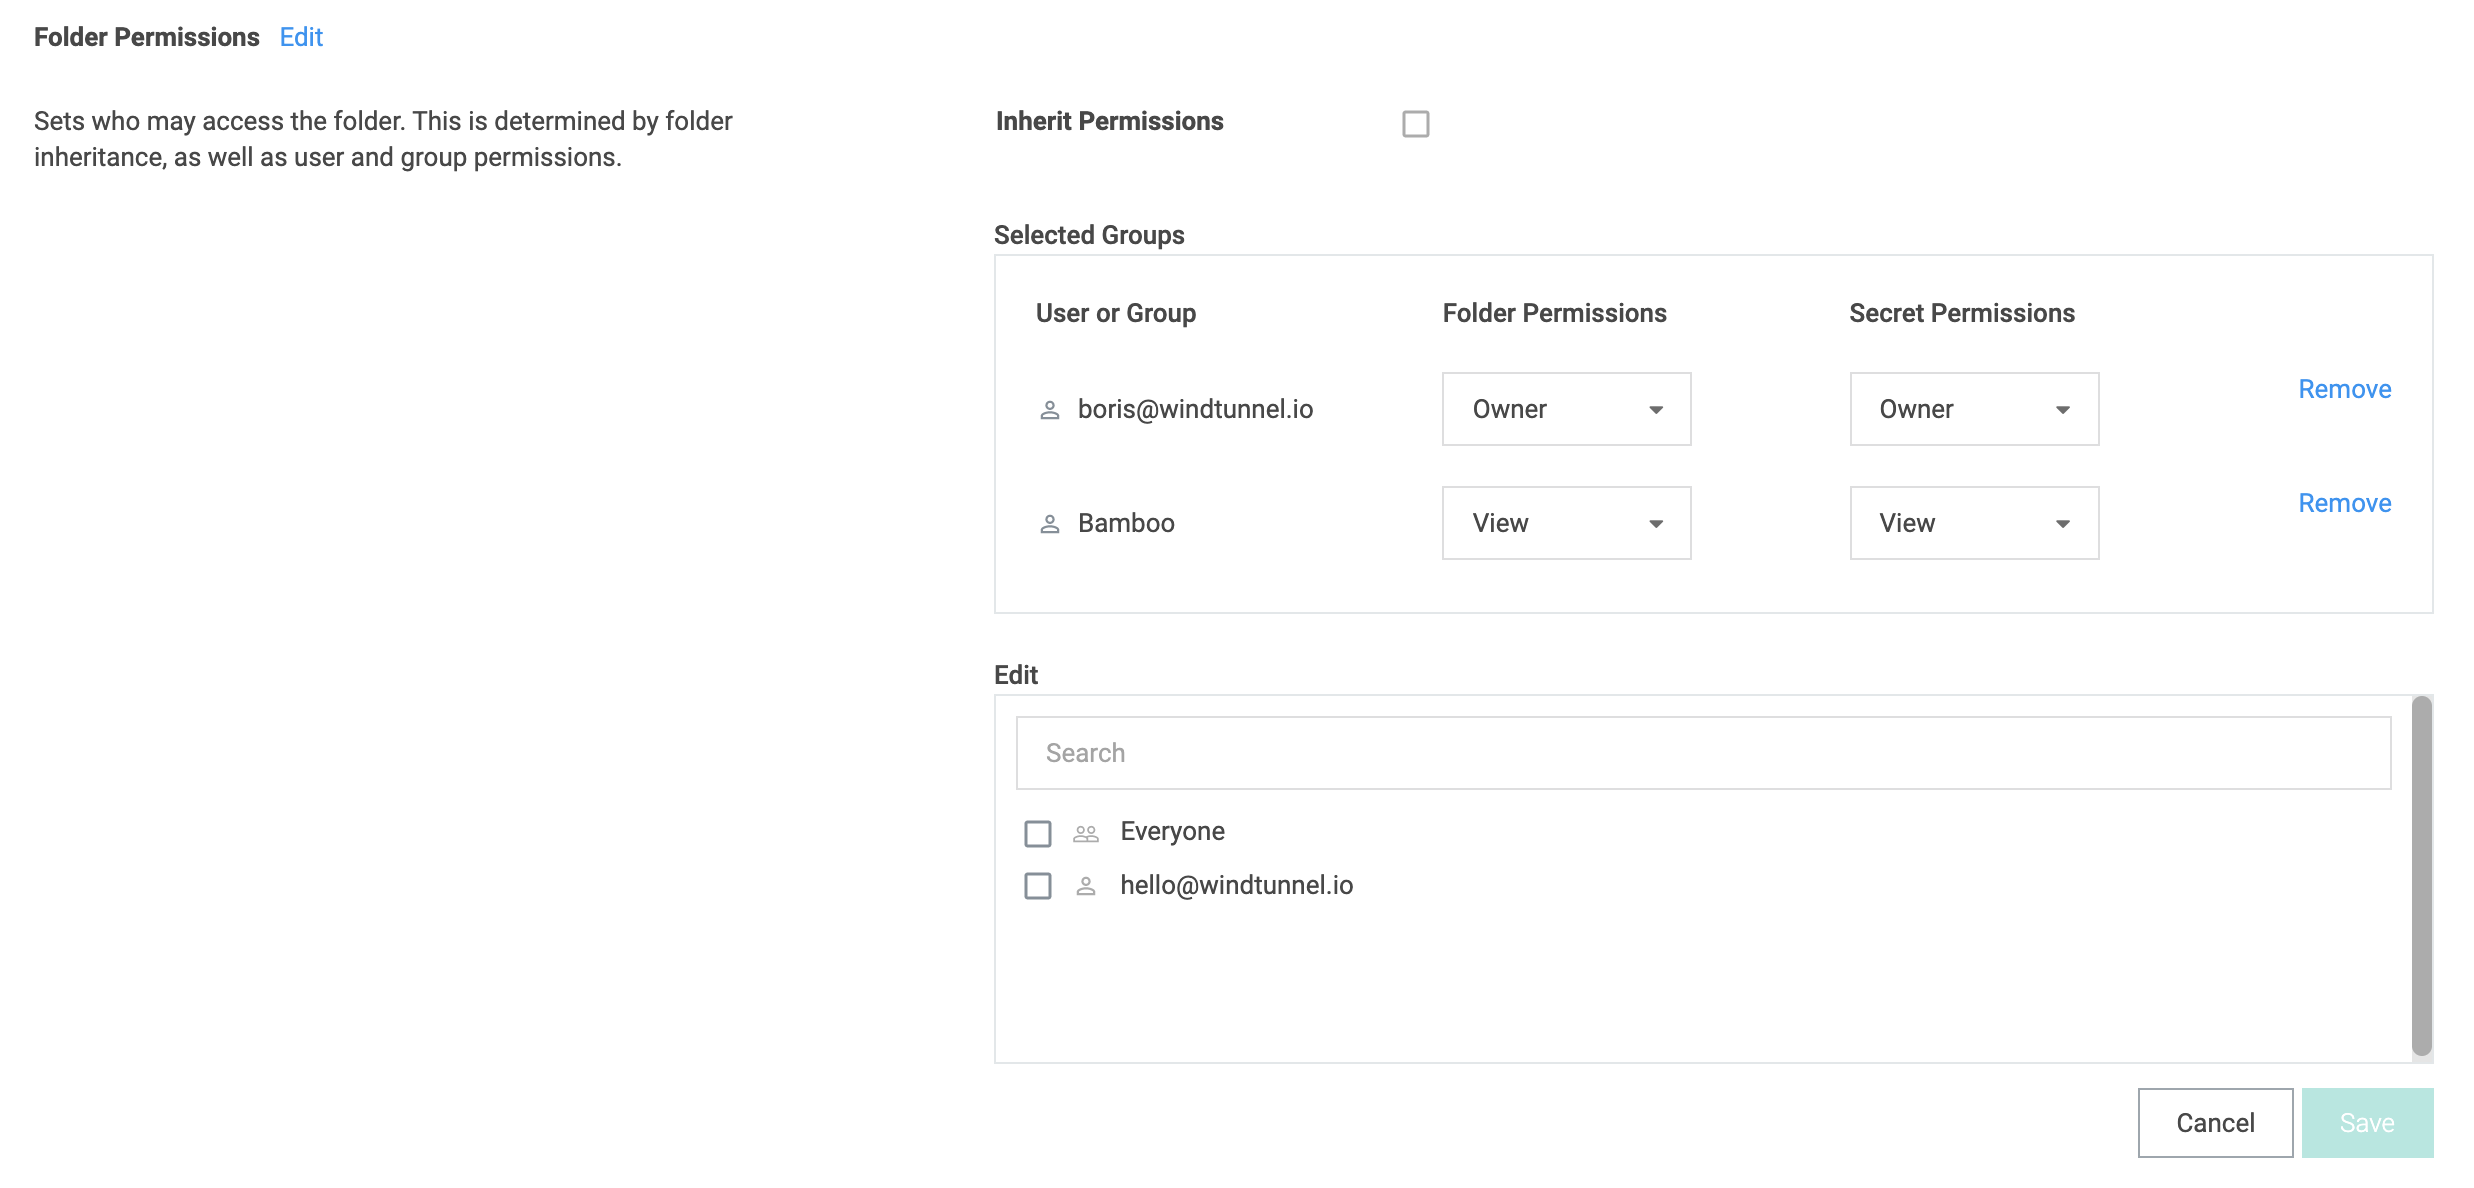 Folder Permissions Edit
Sets who may access the folder. This is determined by folder
inheritance, as well as user and group permissions.
Inherit Permissions
Selected Groups
User or Group Folder Permissions Secret Permissions
boris@windtunnel.io Owner Owner Remove
Bamboo View View Remove
Edit
Search
Everyone
hello@windtunnel.io
Cancel Save